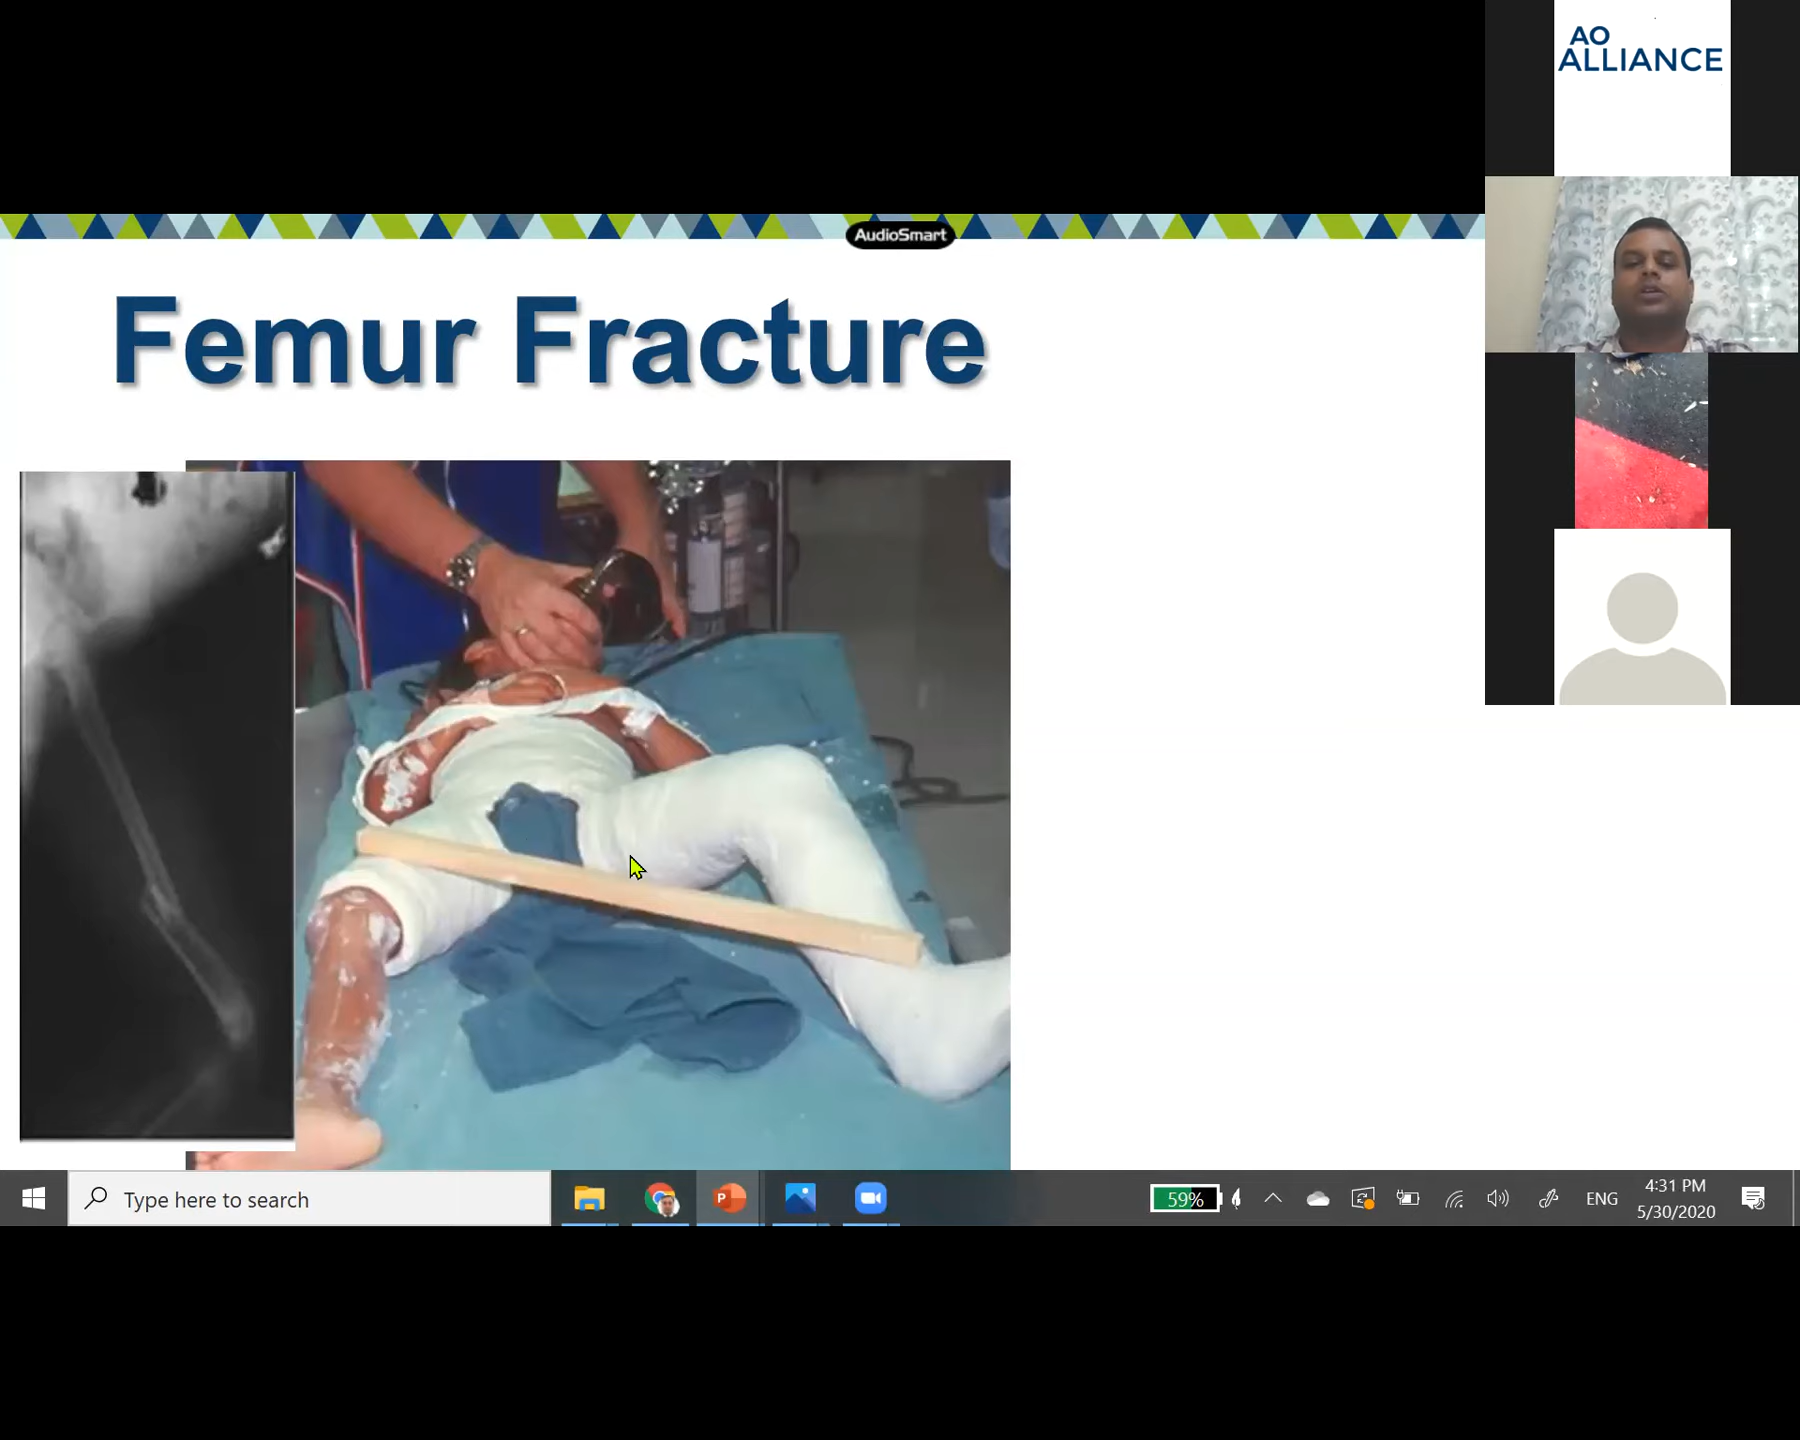 AO
ALLIANCE
AudioSmart
Femur Fracture
Type here to search
59%
ENG
4:31 PM
5/30/2020